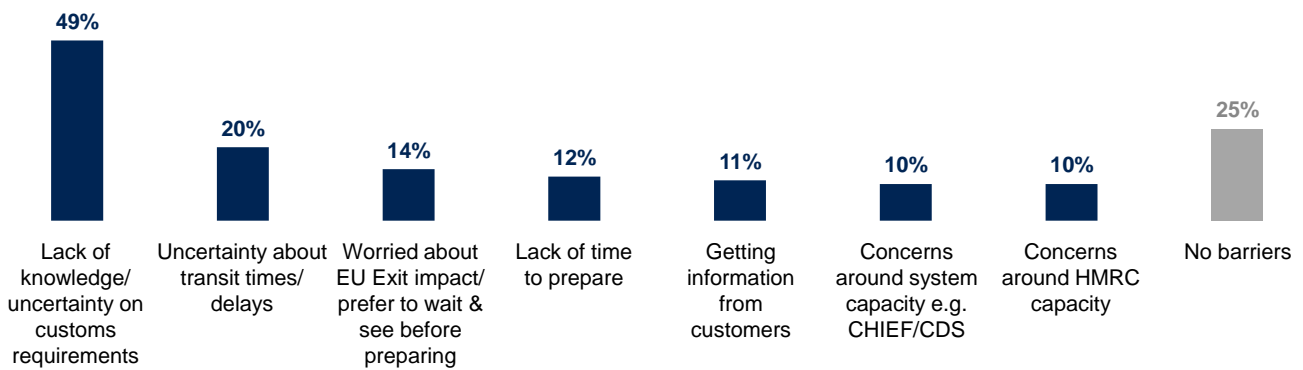 49%
20%
14%
12%
11%
10%
10%
25%
Lack of
knowledge/
uncertainty on
customs
requirements
Uncertainty about
transit times/
delays
Worried about
EU Exit impact/
prefer to wait &
see before
preparing
Lack of time
to prepare
Getting
information
from
customers
Concerns
around system
capacity e.g.
CHIEF/CDS
Concerns
around HMRC
capacity
No barriers